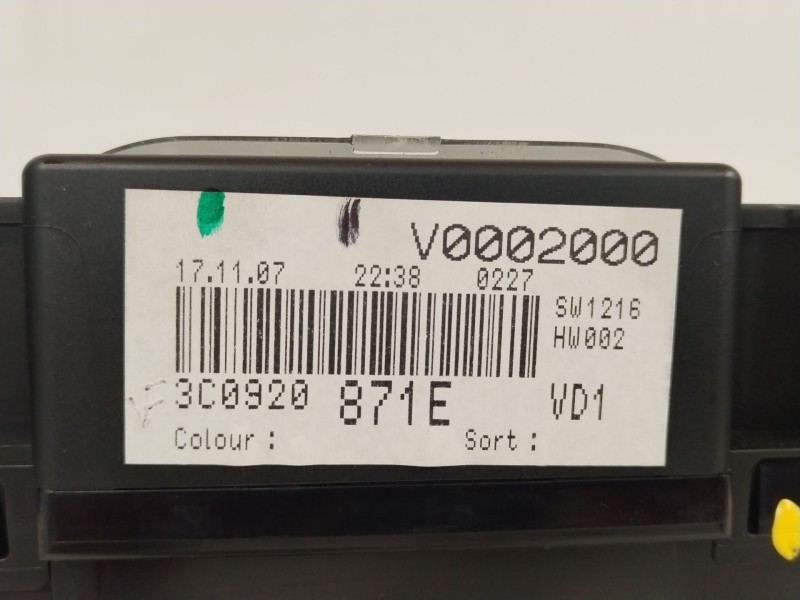 V0002000
17.11.07 22:38 0227
SW1216
HW002
3C0920 871E VD1
Colour : Sort :